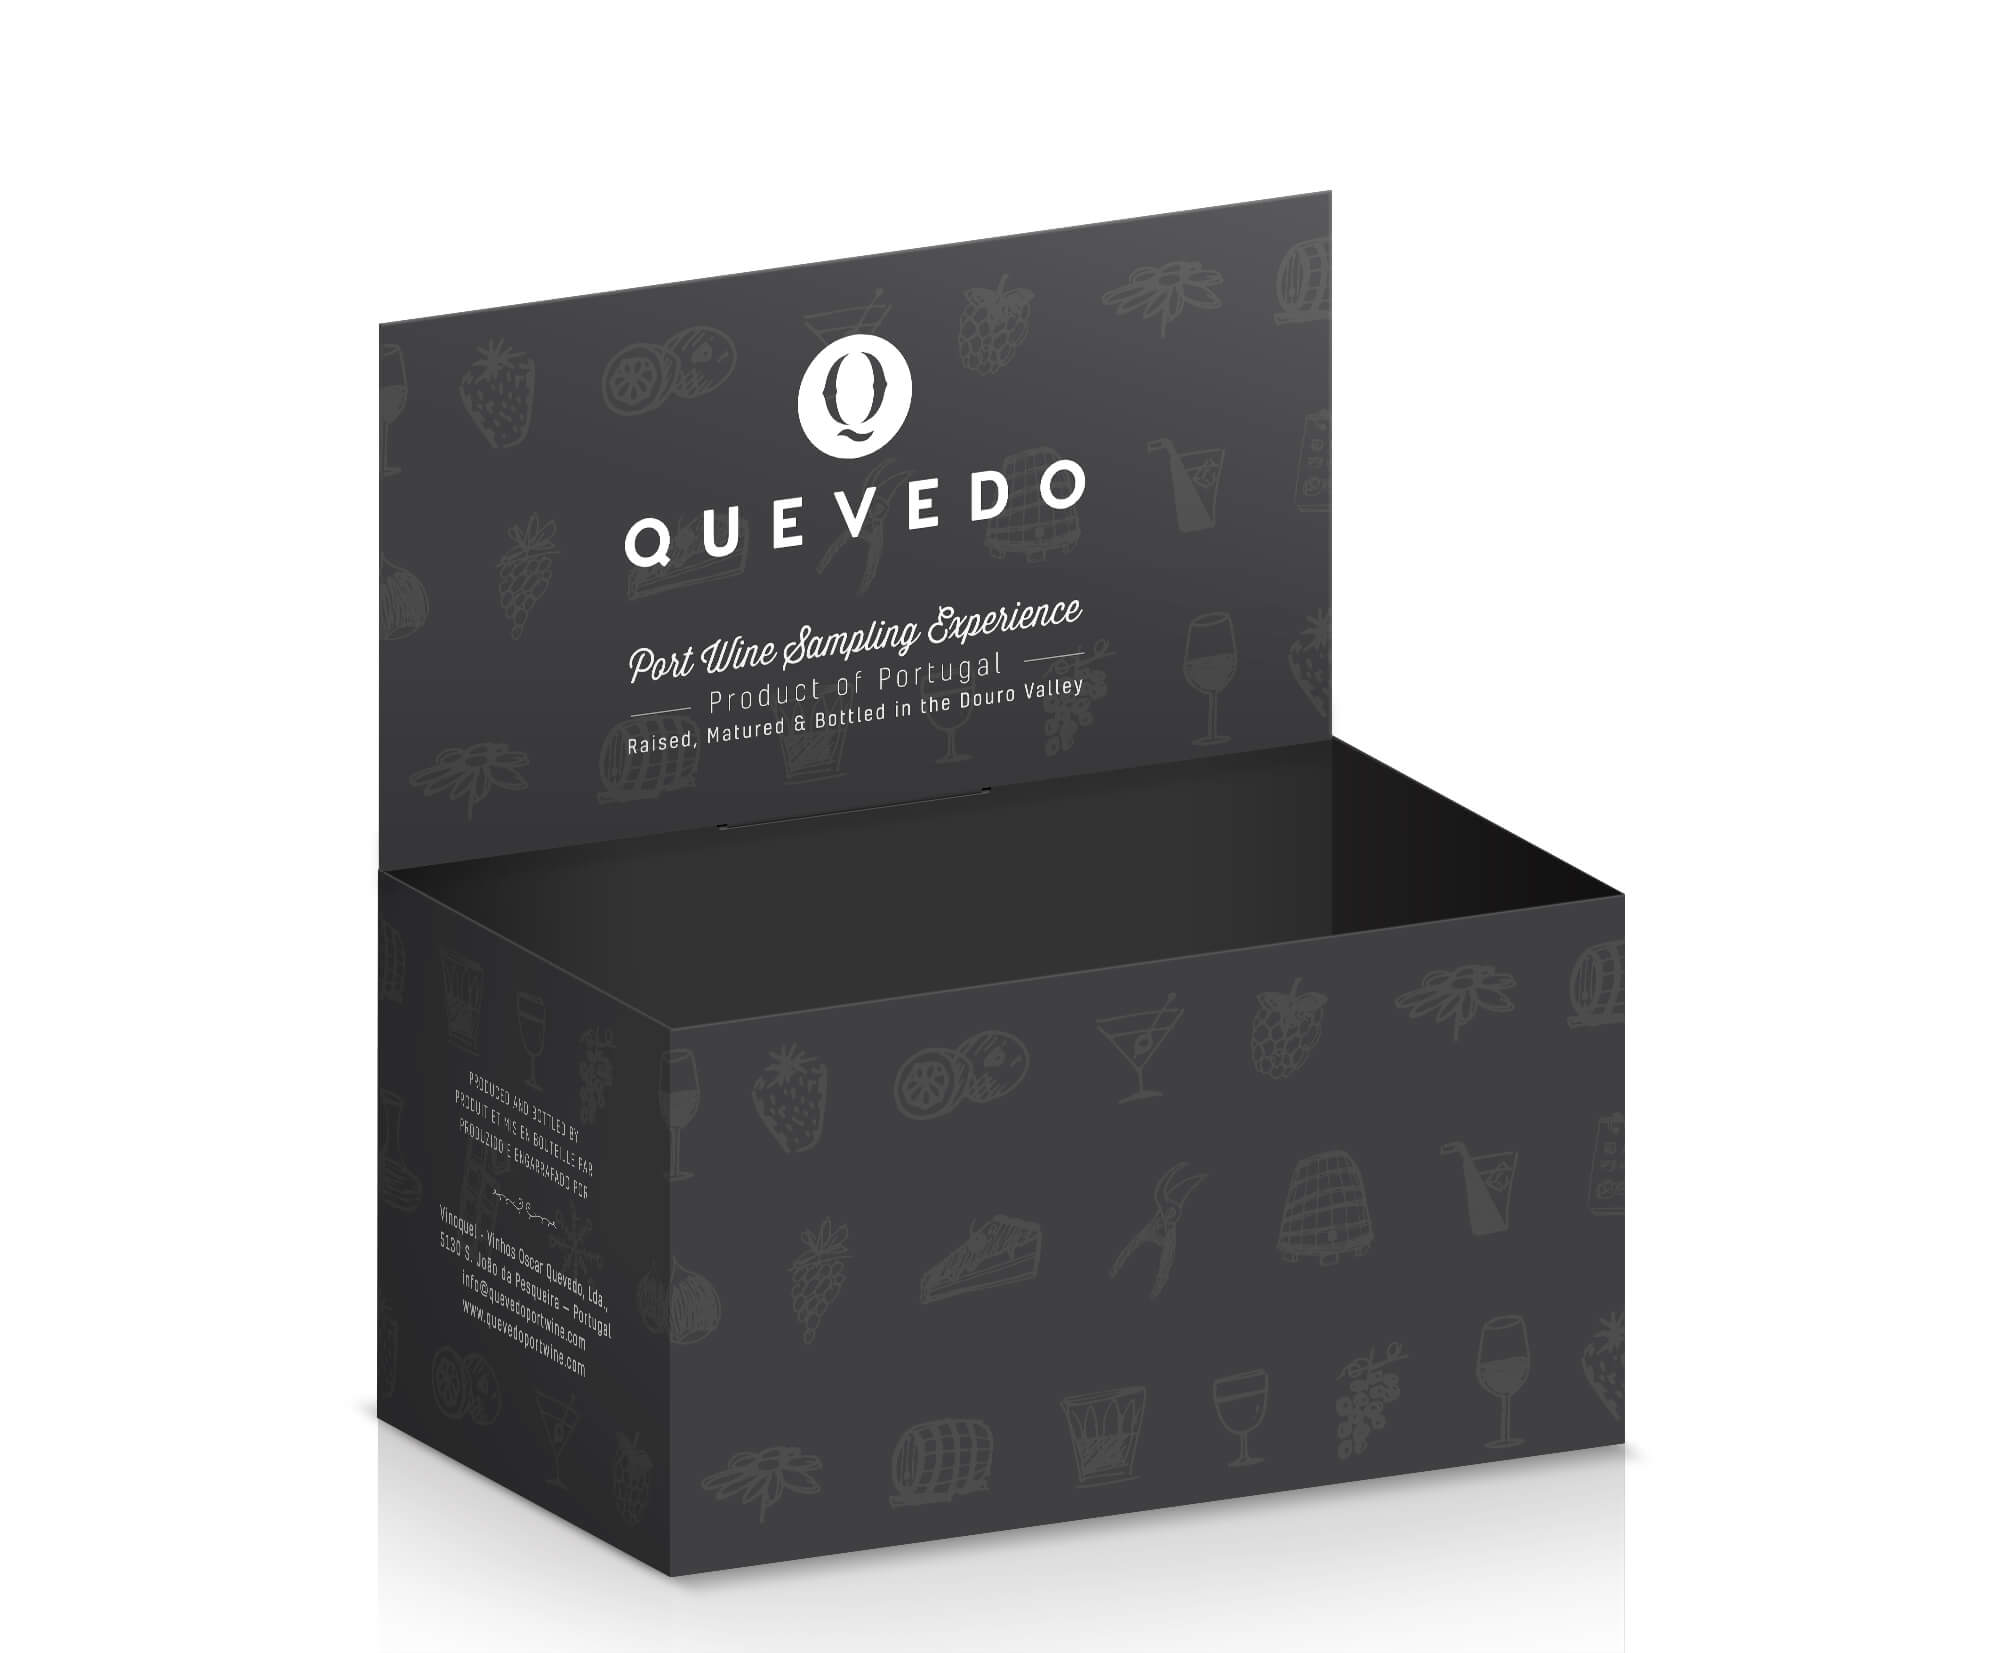 Q
QUEVEDO
Port Wine Sampling Experience
Product of Portugal
Raised, Matured & Bottled in the Douro Valley
PRODUCED AND BOTTLED BY
PRODUIT ET MIS EN BOUTEILLE PAR
PRODUZIDO E ENGARRAFADO POR
Vinoquel - Vinhos Oscar Quevedo, Lda.,
5130 S. João da Pesqueira – Portugal
info@quevedoportwine.com
www.quevedoportwine.com